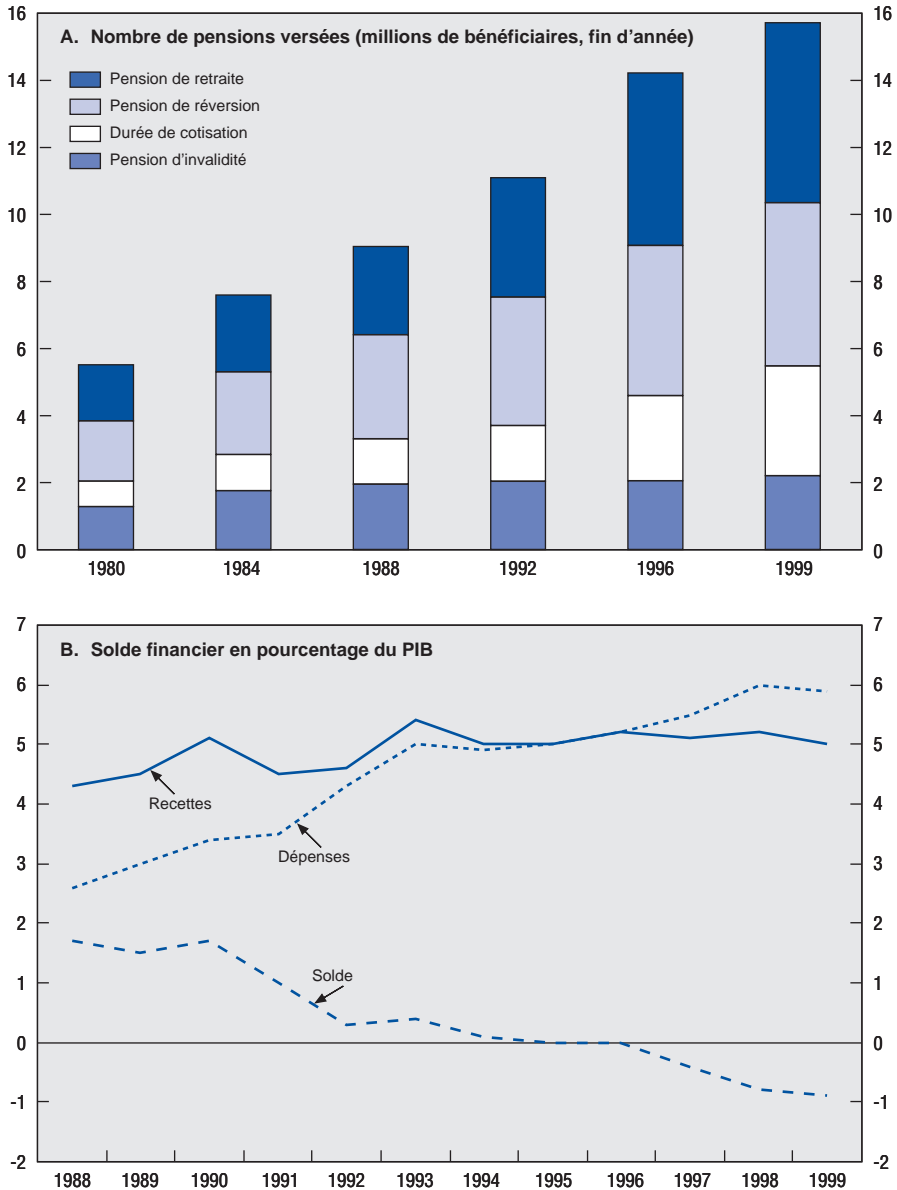 A. Nombre de pensions versées (millions de bénéficiaires, fin d’année)
Pension de retraite
Pension de réversion
Durée de cotisation
Pension d’invalidité
16 16
14 14
12 12
10 10
8 8
6 6
4 4
2 2
0 0
1980 1984 1988 1992 1996 1999
B. Solde financier en pourcentage du PIB
7 7
6 6
5 5
Recettes
4 4
Dépenses
3 3
2 2
Solde
1 1
0 0
-1 -1
-2 -2
1988 1989 1990 1991 1992 1993 1994 1995 1996 1997 1998 1999